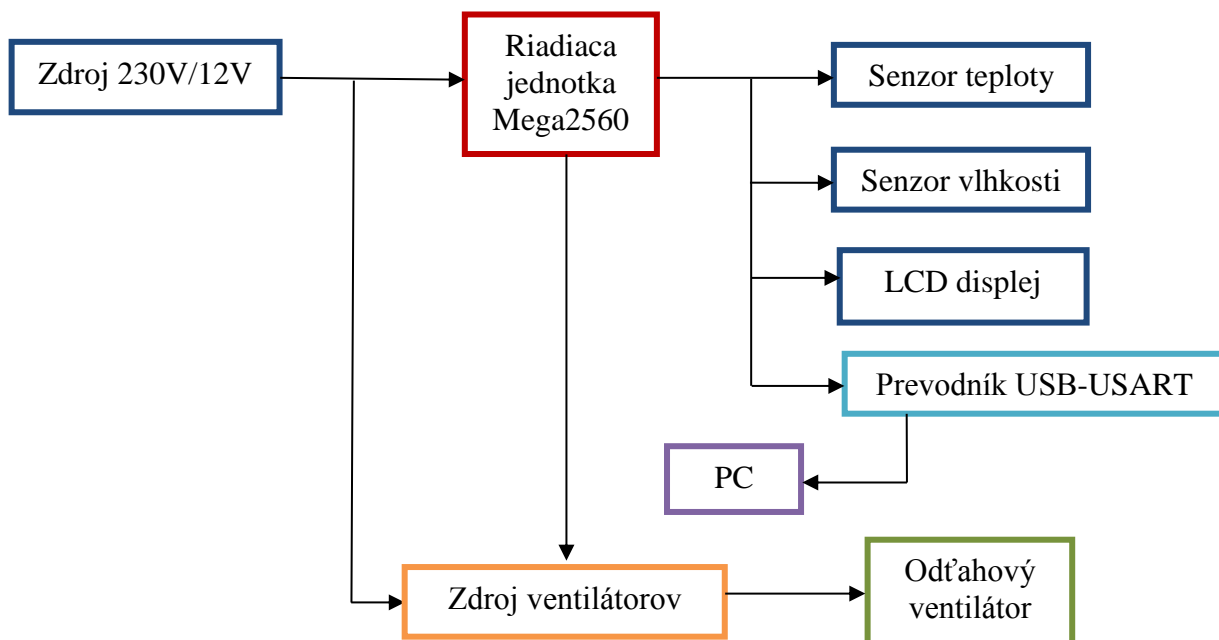 Zdroj 230V/12V
Riadiaca
jednotka
Mega2560
Senzor teploty
Senzor vlhkosti
LCD displej
Prevodník USB-USART
PC
Zdroj ventilátorov
Odťahový
ventilátor